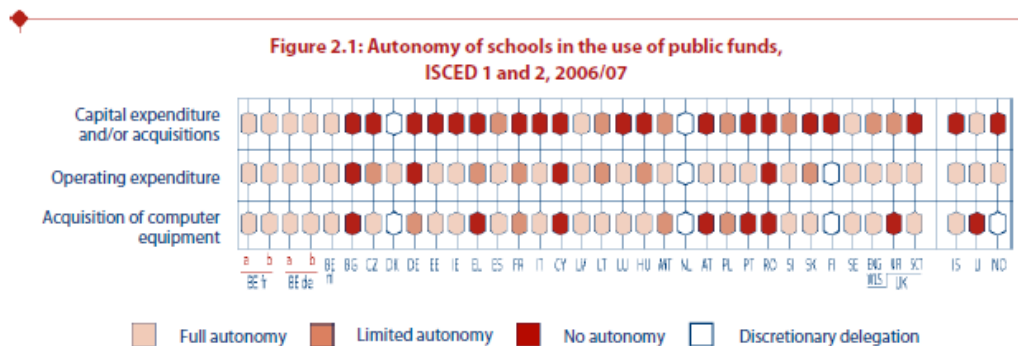 Figure 2.1: Autonomy of schools in the use of public funds,
ISCED 1 and 2, 2006/07
Capital expenditure
and/or acquisitions
Operating expenditure
Acquisition of computer
equipment
a b a b BE BG CZ DK DE EE IE EL ES FR IT CY LV LT LU HU MT NL AT PL PT RO SI SK FI SE ENG NIR SCT IS LI NO
BE fr BE de nl WLS UK
Full autonomy Limited autonomy No autonomy Discretionary delegation